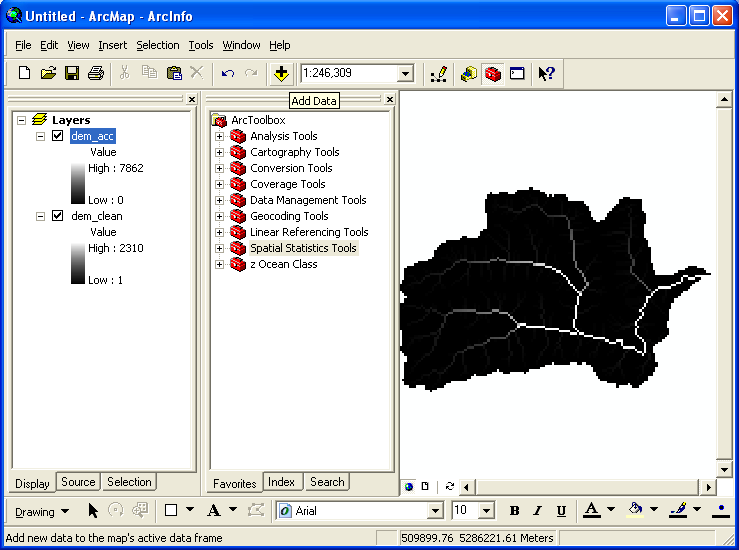 Untitled - ArcMap - ArcInfo
File Edit View Insert Selection Tools Window Help
1:246,309
Add Data
Layers
dem_acc
Value
High : 7862
Low : 0
dem_clean
Value
High : 2310
Low : 1
Display Source Selection
ArcToolbox
Analysis Tools
Cartography Tools
Conversion Tools
Coverage Tools
Data Management Tools
Geocoding Tools
Linear Referencing Tools
Spatial Statistics Tools
z Ocean Class
Favorites Index Search
Drawing A Arial 10 B I U A
Add new data to the map's active data frame 509899.76 5286221.61 Meters